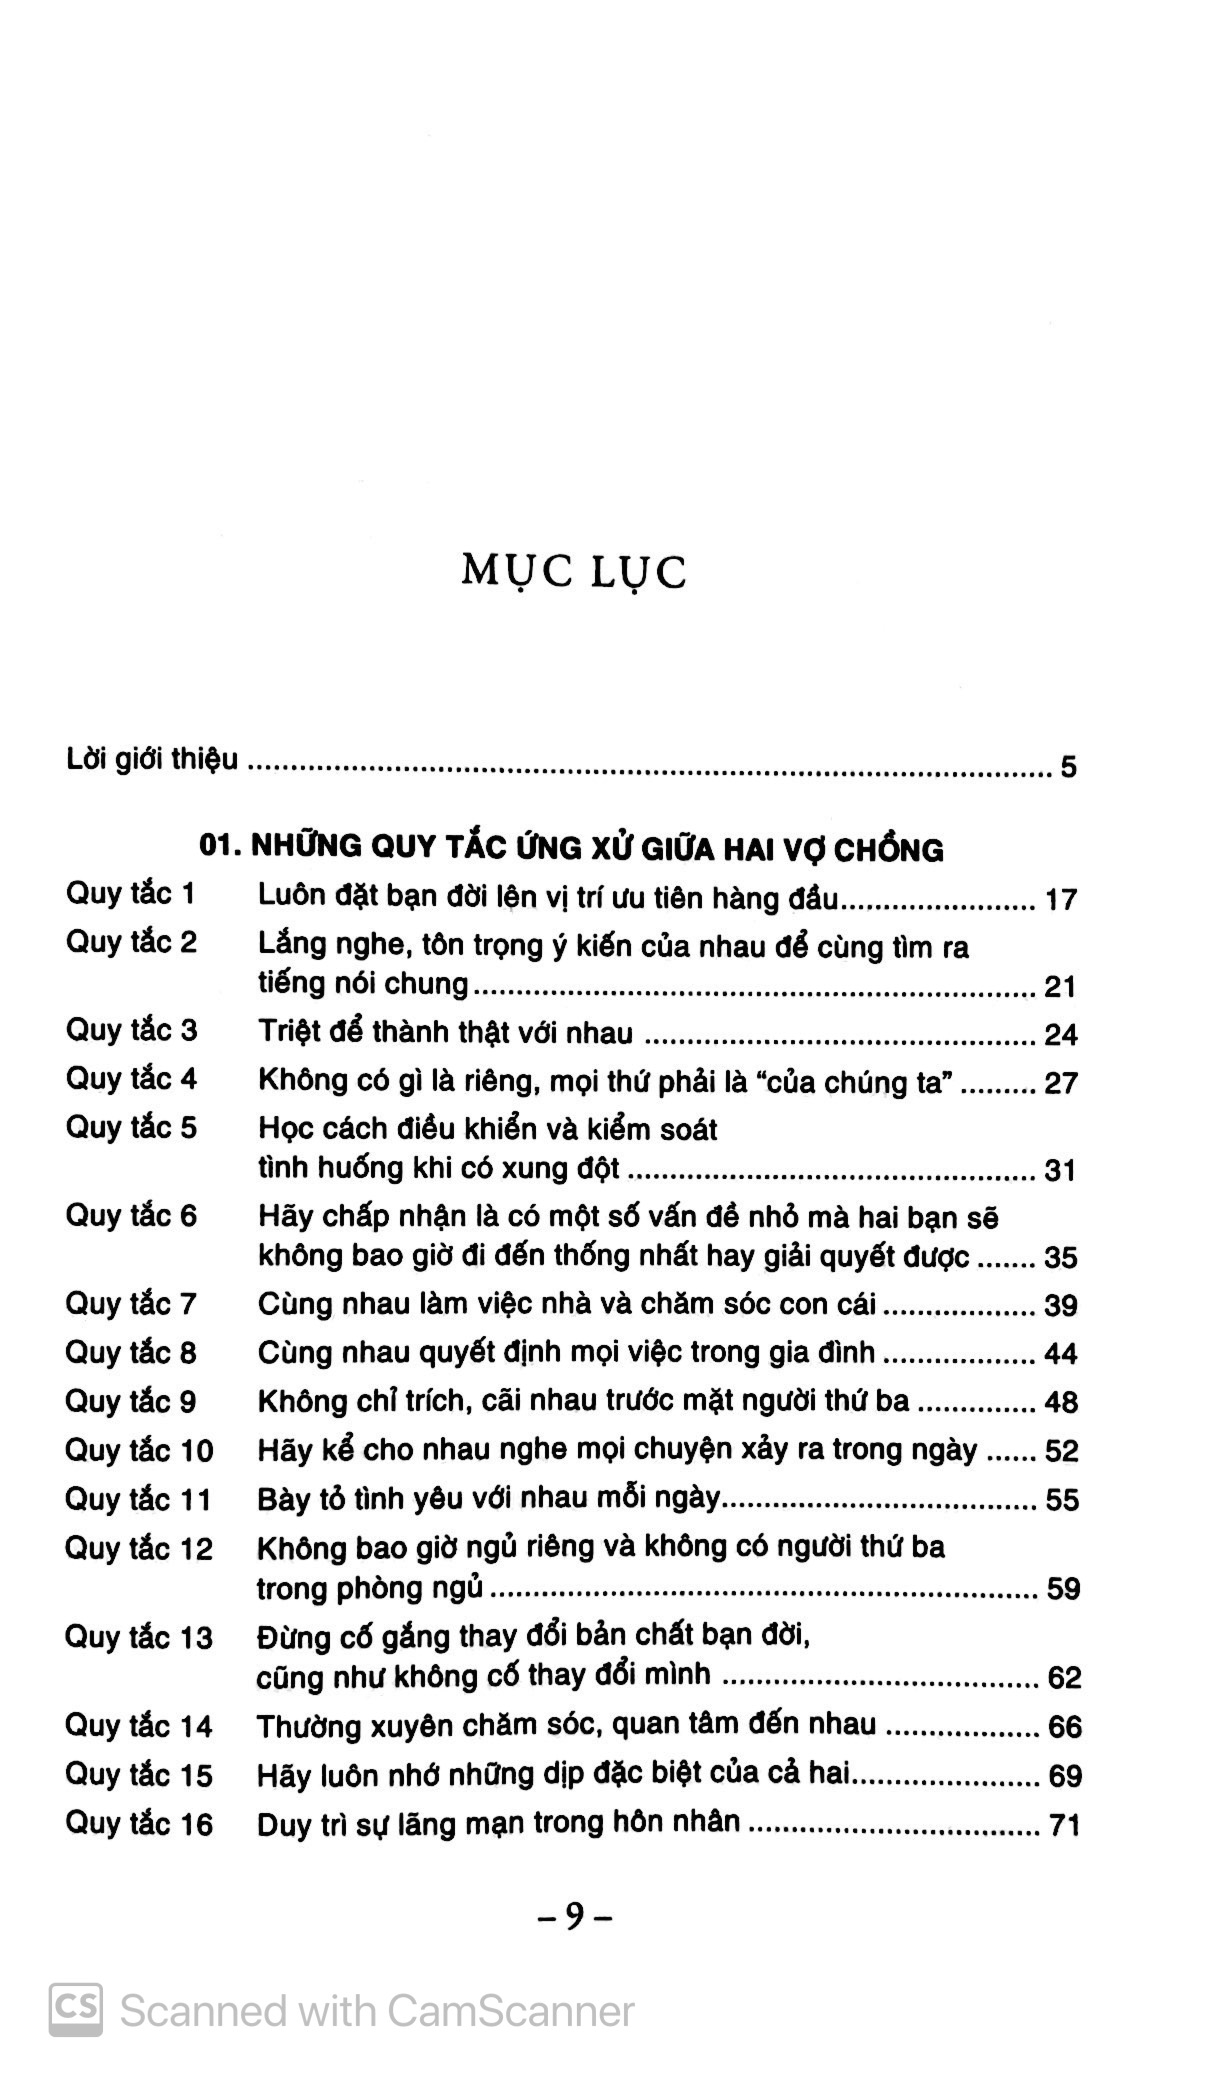 MỤC LỤC
Lời giới thiệu ........................................................................................ 5
01. NHỮNG QUY TẮC ỨNG XỬ GIỮA HAI VỢ CHỒNG
Quy tắc 1 Luôn đặt bạn đời lên vị trí ưu tiên hàng đầu....................... 17
Quy tắc 2 Lắng nghe, tôn trọng ý kiến của nhau để cùng tìm ra
tiếng nói chung................................................................ 21
Quy tắc 3 Triệt để thành thật với nhau ............................................. 24
Quy tắc 4 Không có gì là riêng, mọi thứ phải là “của chúng ta” ......... 27
Quy tắc 5 Học cách điều khiển và kiểm soát
tình huống khi có xung đột ............................................... 31
Quy tắc 6 Hãy chấp nhận là có một số vấn đề nhỏ mà hai bạn sẽ
không bao giờ đi đến thống nhất hay giải quyết được ....... 35
Quy tắc 7 Cùng nhau làm việc nhà và chăm sóc con cái .................. 39
Quy tắc 8 Cùng nhau quyết định mọi việc trong gia đình .................. 44
Quy tắc 9 Không chỉ trích, cãi nhau trước mặt người thứ ba .............. 48
Quy tắc 10 Hãy kể cho nhau nghe mọi chuyện xảy ra trong ngày ...... 52
Quy tắc 11 Bày tỏ tình yêu với nhau mỗi ngày..................................... 55
Quy tắc 12 Không bao giờ ngủ riêng và không có người thứ ba
trong phòng ngủ ............................................................... 59
Quy tắc 13 Đừng cố gắng thay đổi bản chất bạn đời,
cũng như không cố thay đổi mình ..................................... 62
Quy tắc 14 Thường xuyên chăm sóc, quan tâm đến nhau .................. 66
Quy tắc 15 Hãy luôn nhớ những dịp đặc biệt của cả hai...................... 69
Quy tắc 16 Duy trì sự lãng mạn trong hôn nhân .................................. 71
– 9 –
CS Scanned with CamScanner